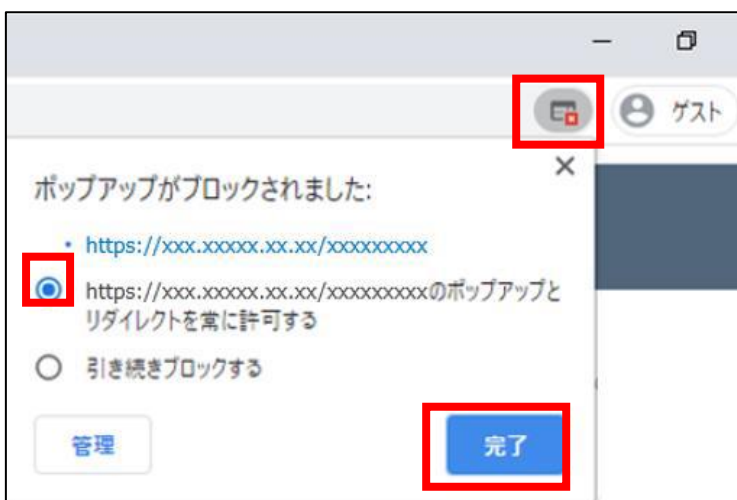 ゲスト
ポップアップがブロックされました:
• https://xxx.xxxxx.xx.xx/xxxxxxxxx
https://xxx.xxxxx.xx.xx/xxxxxxxxxのポップアップと
リダイレクトを常に許可する
引き続きブロックする
管理
完了